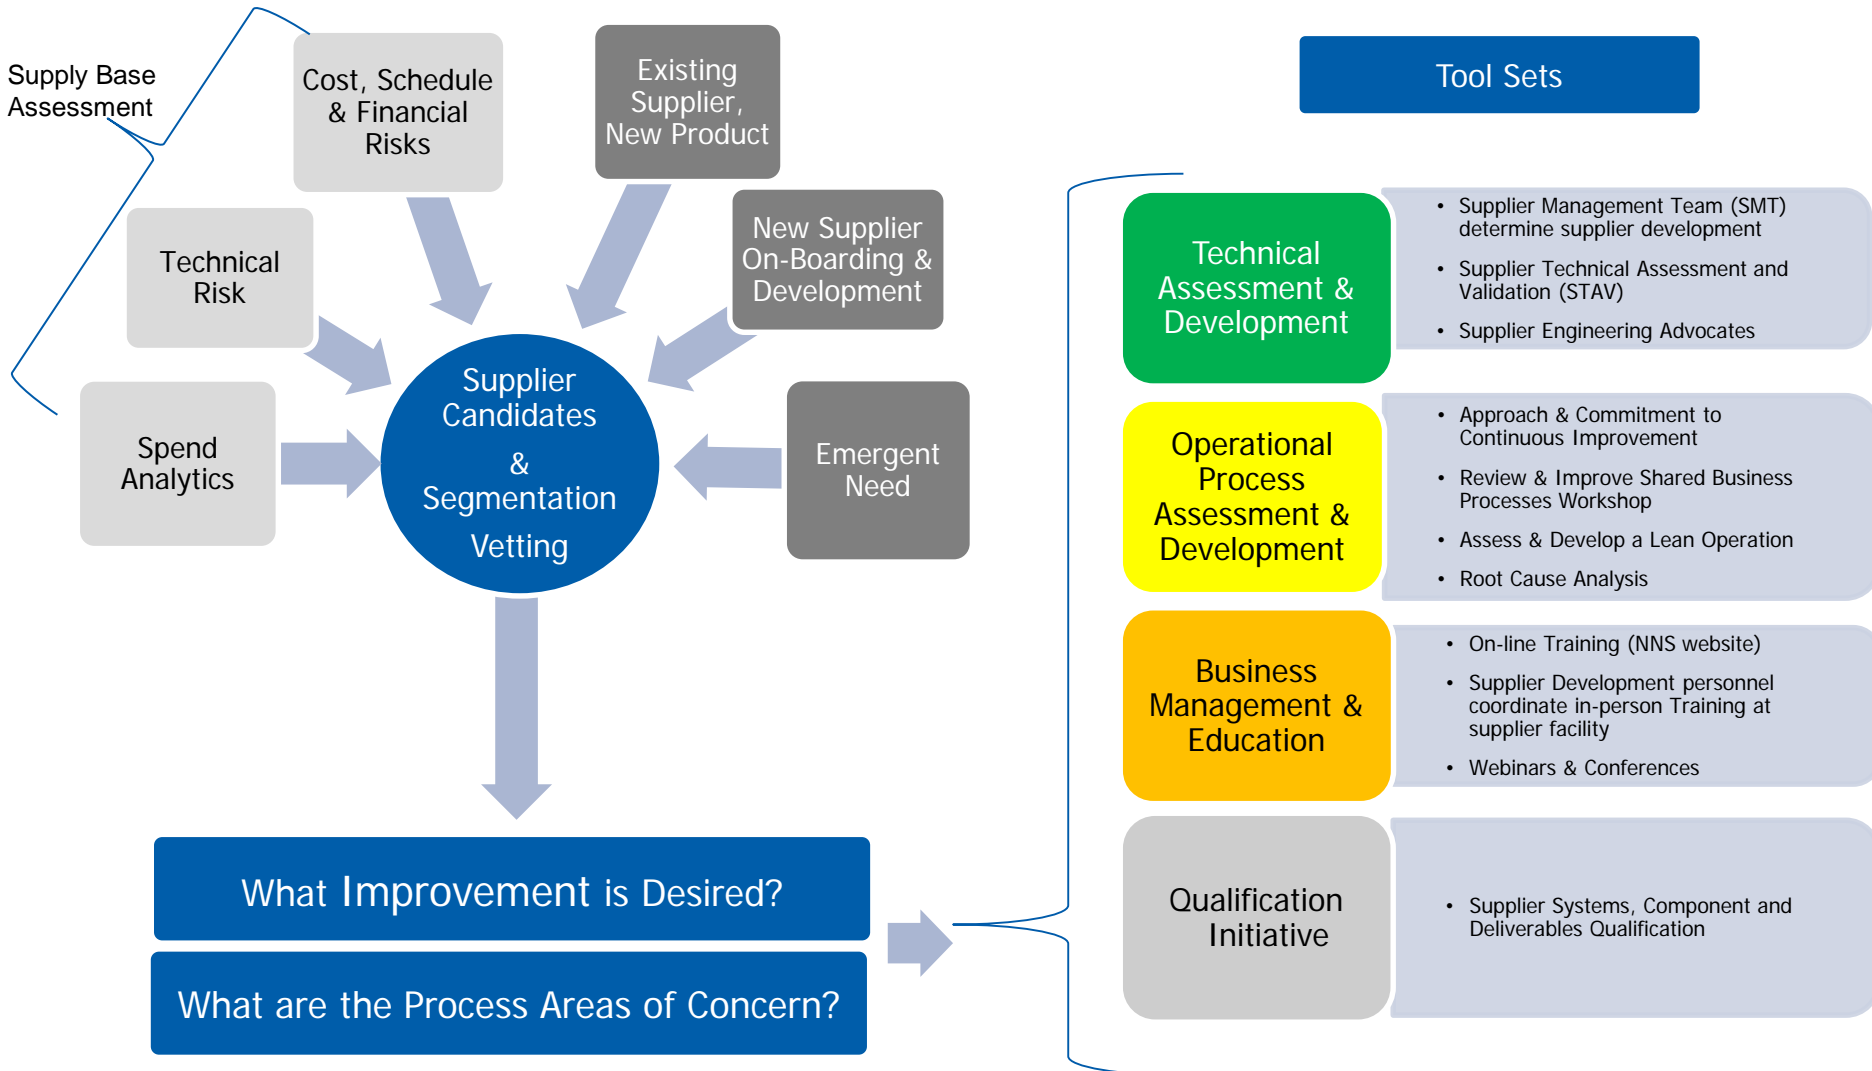 Supply Base
Assessment
Cost, Schedule
& Financial
Risks
Existing
Supplier,
New Product
Technical
Risk
New Supplier
On-Boarding &
Development
Spend
Analytics
Emergent
Need
Supplier
Candidates
&
Segmentation
Vetting
What Improvement is Desired?
What are the Process Areas of Concern?
Tool Sets
Technical
Assessment &
Development
• Supplier Management Team (SMT)
determine supplier development
• Supplier Technical Assessment and
Validation (STAV)
• Supplier Engineering Advocates
Operational
Process
Assessment &
Development
• Approach & Commitment to
Continuous Improvement
• Review & Improve Shared Business
Processes Workshop
• Assess & Develop a Lean Operation
• Root Cause Analysis
Business
Management &
Education
• On-line Training (NNS website)
• Supplier Development personnel
coordinate in-person Training at
supplier facility
• Webinars & Conferences
Qualification
Initiative
• Supplier Systems, Component and
Deliverables Qualification